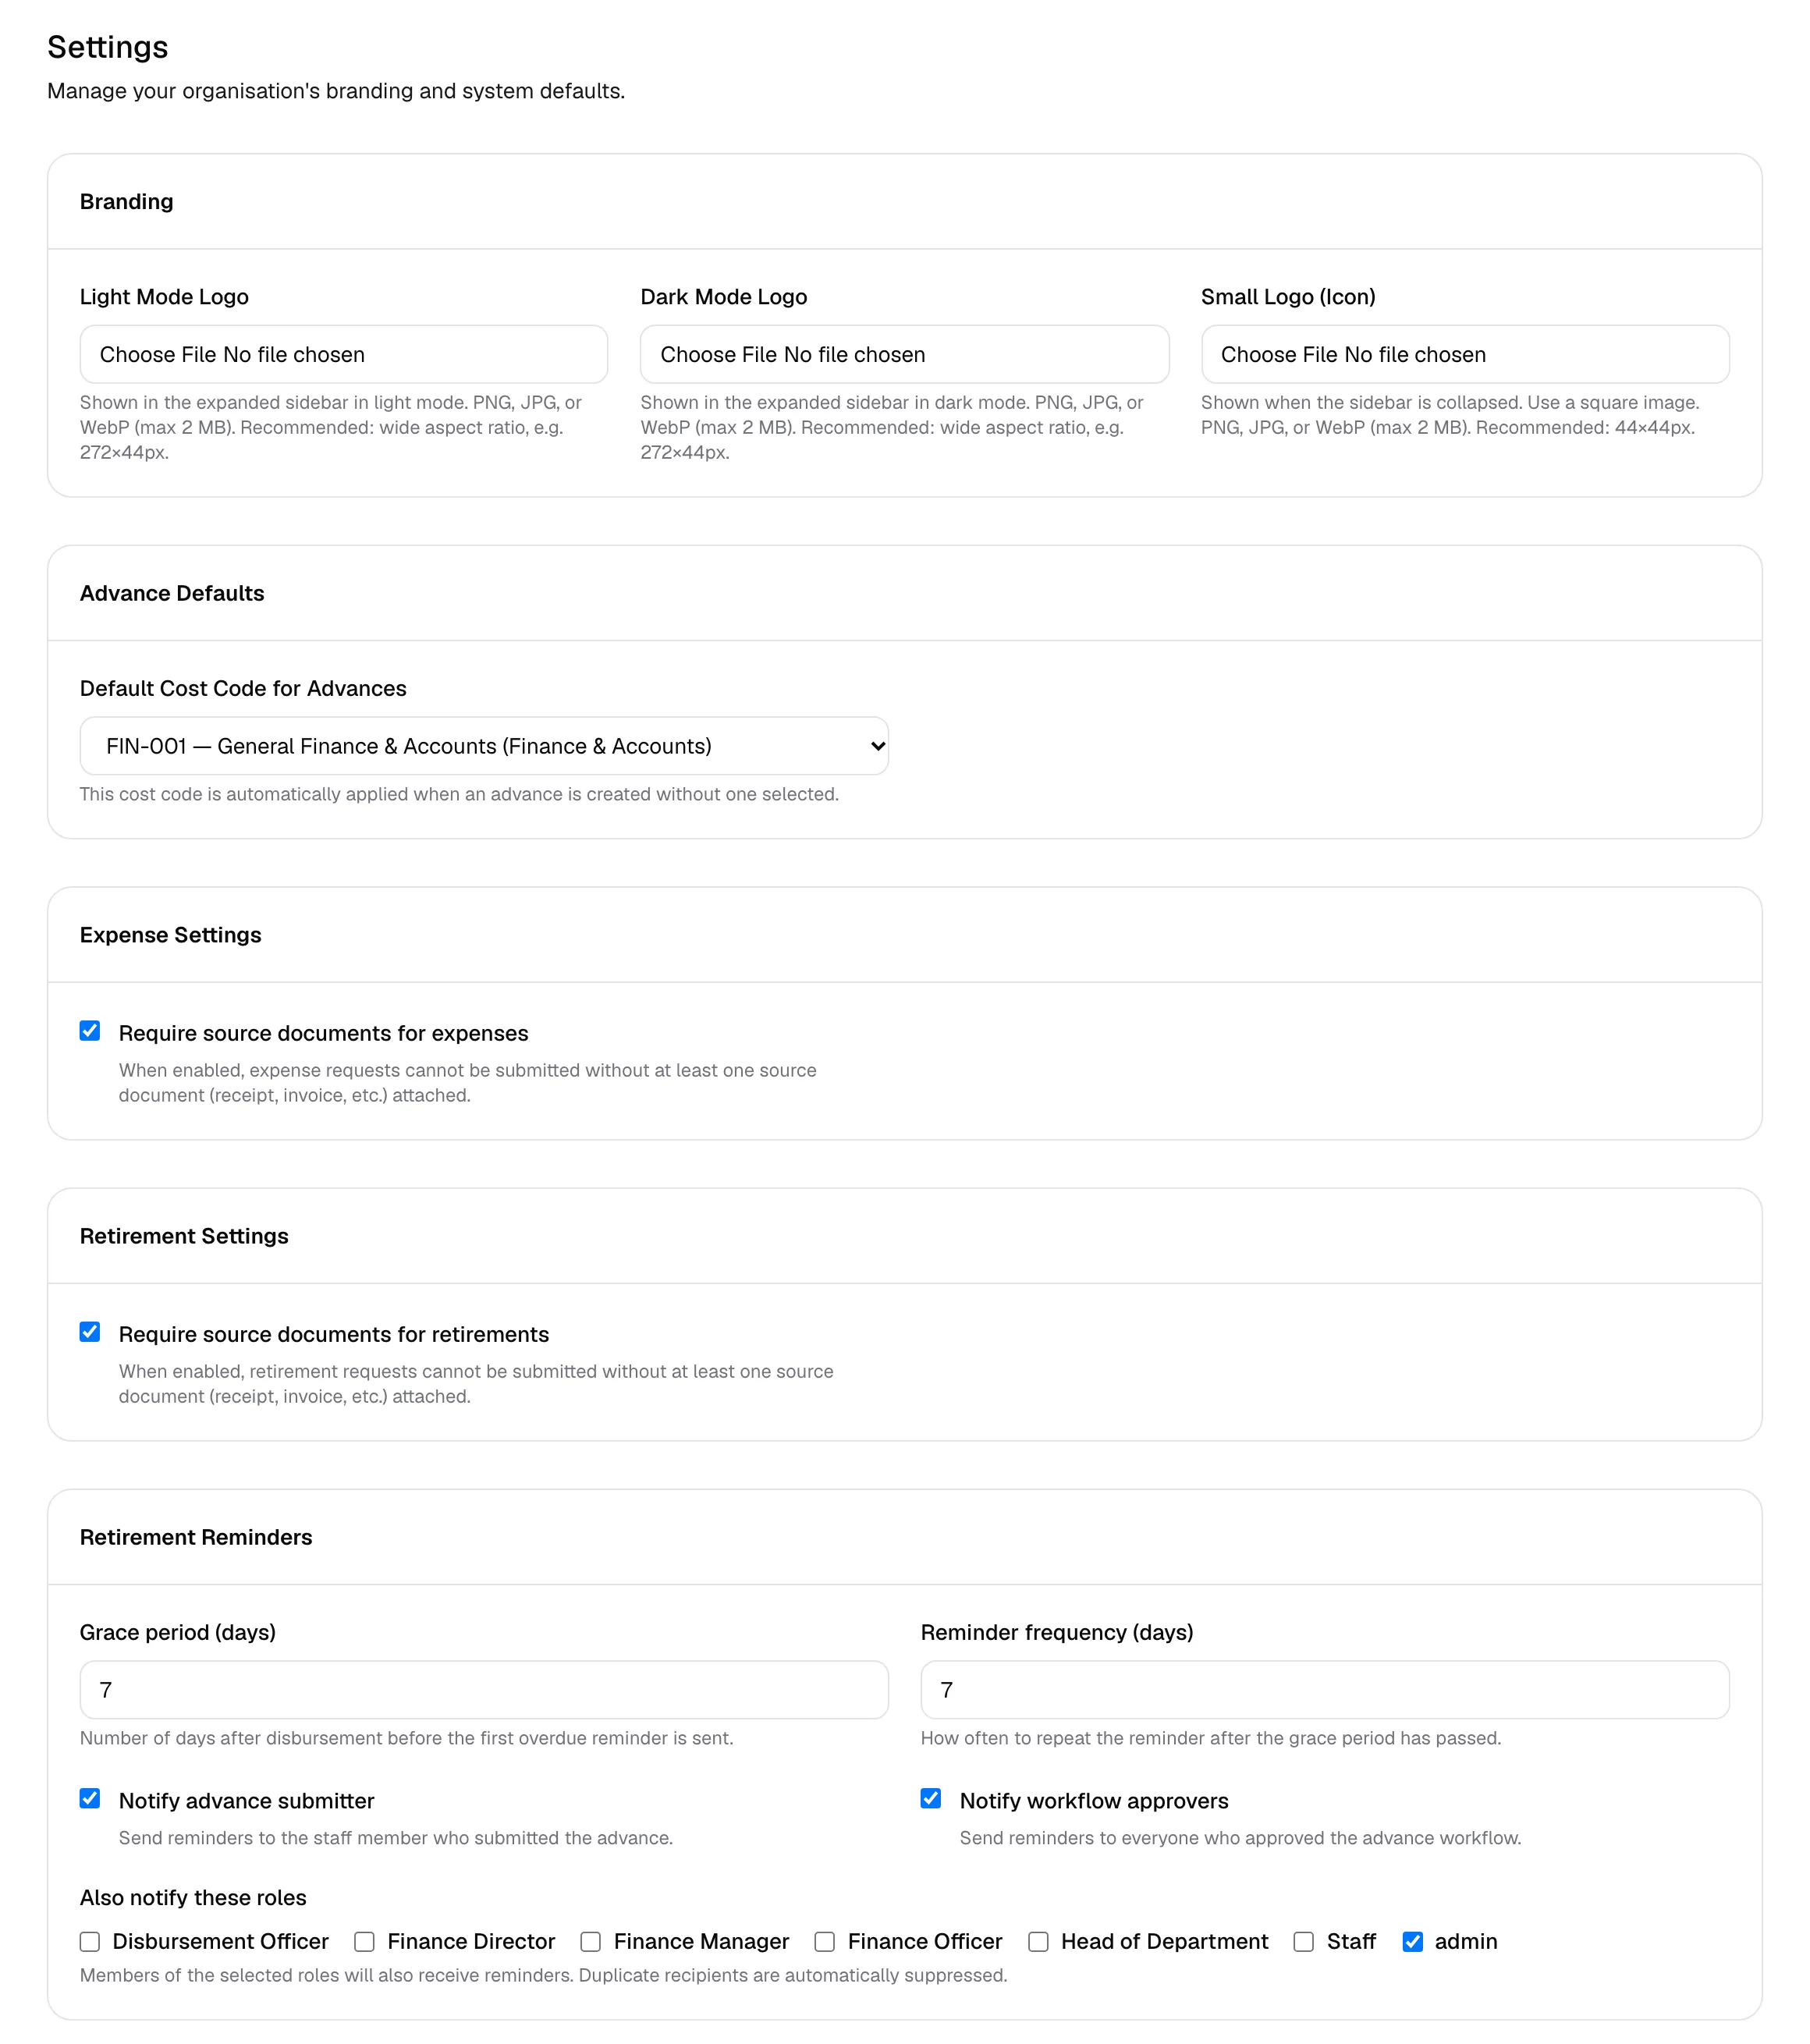 Settings
Manage your organisation's branding and system defaults.
Branding
Light Mode Logo
Choose File No file chosen
Shown in the expanded sidebar in light mode. PNG, JPG, or
WebP (max 2 MB). Recommended: wide aspect ratio, e.g.
272×44px.
Dark Mode Logo
Choose File No file chosen
Shown in the expanded sidebar in dark mode. PNG, JPG, or
WebP (max 2 MB). Recommended: wide aspect ratio, e.g.
272×44px.
Small Logo (Icon)
Choose File No file chosen
Shown when the sidebar is collapsed. Use a square image.
PNG, JPG, or WebP (max 2 MB). Recommended: 44×44px.
Advance Defaults
Default Cost Code for Advances
FIN-001 — General Finance & Accounts (Finance & Accounts)
This cost code is automatically applied when an advance is created without one selected.
Expense Settings
Require source documents for expenses
When enabled, expense requests cannot be submitted without at least one source
document (receipt, invoice, etc.) attached.
Retirement Settings
Require source documents for retirements
When enabled, retirement requests cannot be submitted without at least one source
document (receipt, invoice, etc.) attached.
Retirement Reminders
Grace period (days)
7
Number of days after disbursement before the first overdue reminder is sent.
Reminder frequency (days)
7
How often to repeat the reminder after the grace period has passed.
Notify advance submitter
Send reminders to the staff member who submitted the advance.
Notify workflow approvers
Send reminders to everyone who approved the advance workflow.
Also notify these roles
Disbursement Officer Finance Director Finance Manager Finance Officer Head of Department Staff admin
Members of the selected roles will also receive reminders. Duplicate recipients are automatically suppressed.